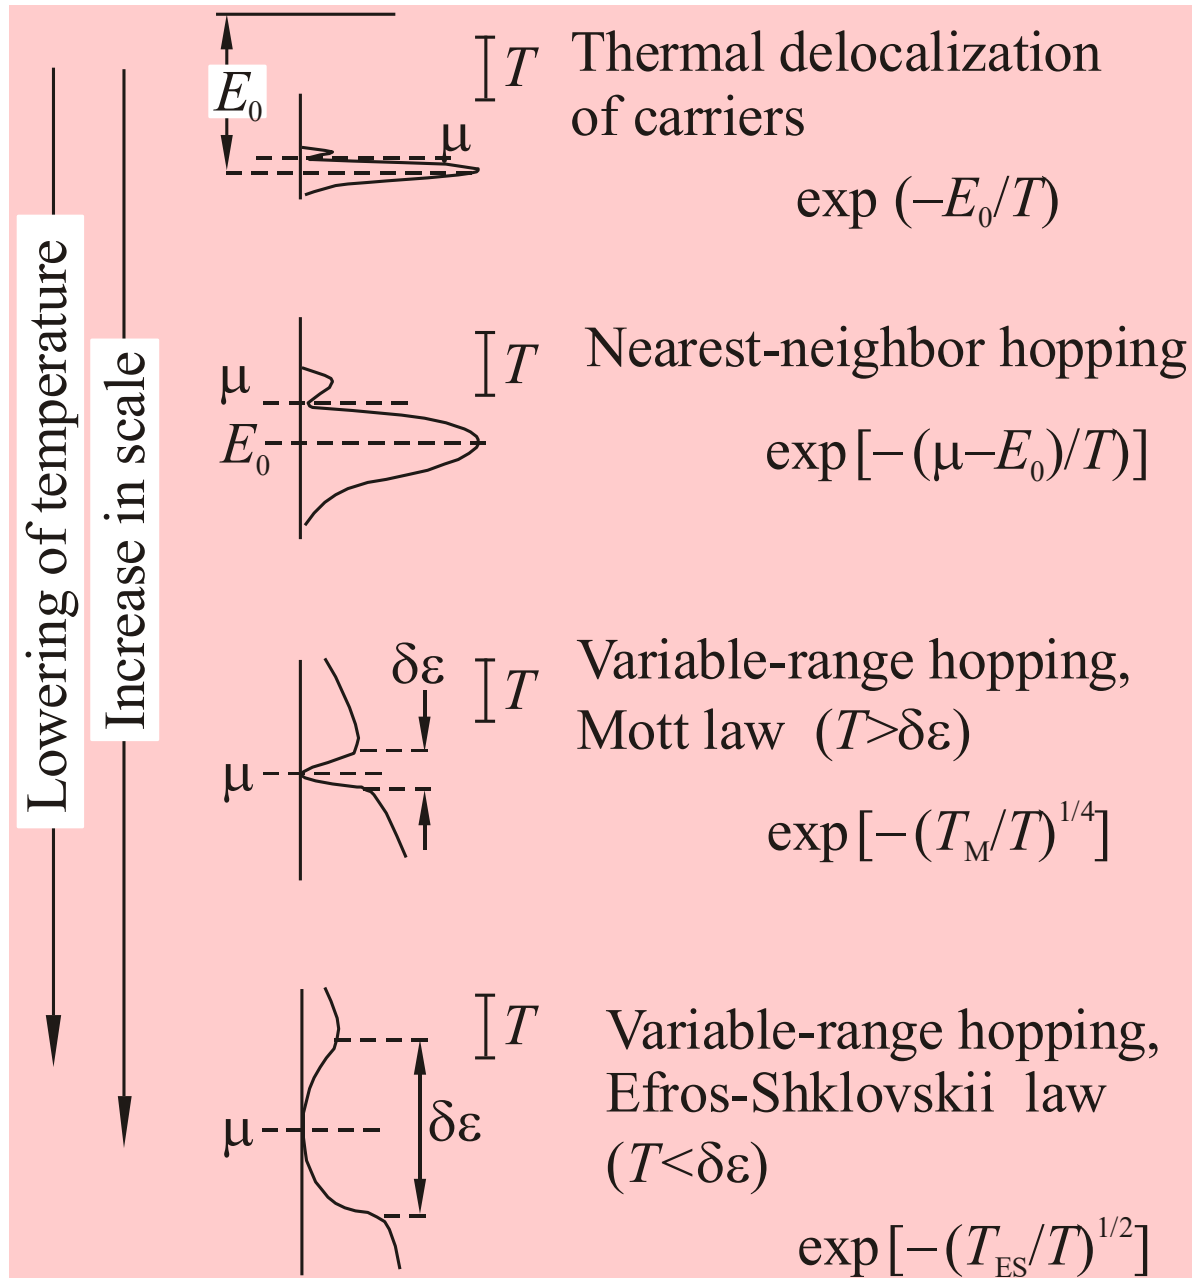 Lowering of temperature
Increase in scale
E₀
T
μ
Thermal delocalization
of carriers
exp (−E₀/T)
μ
E₀
T
Nearest-neighbor hopping
exp [−(μ−E₀)/T)]
δε
T
μ
Variable-range hopping,
Mott law (T>δε)
exp [−(T_M/T)^1/4]
T
μ
δε
Variable-range hopping,
Efros-Shklovskii law
(T<δε)
exp [−(T_ES/T)^1/2]